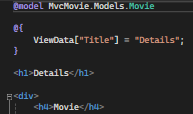 @model MvcMovie.Models.Movie
@{
ViewData["Title"] = "Details";
}
<h1>Details</h1>
<div>
<h4>Movie</h4>